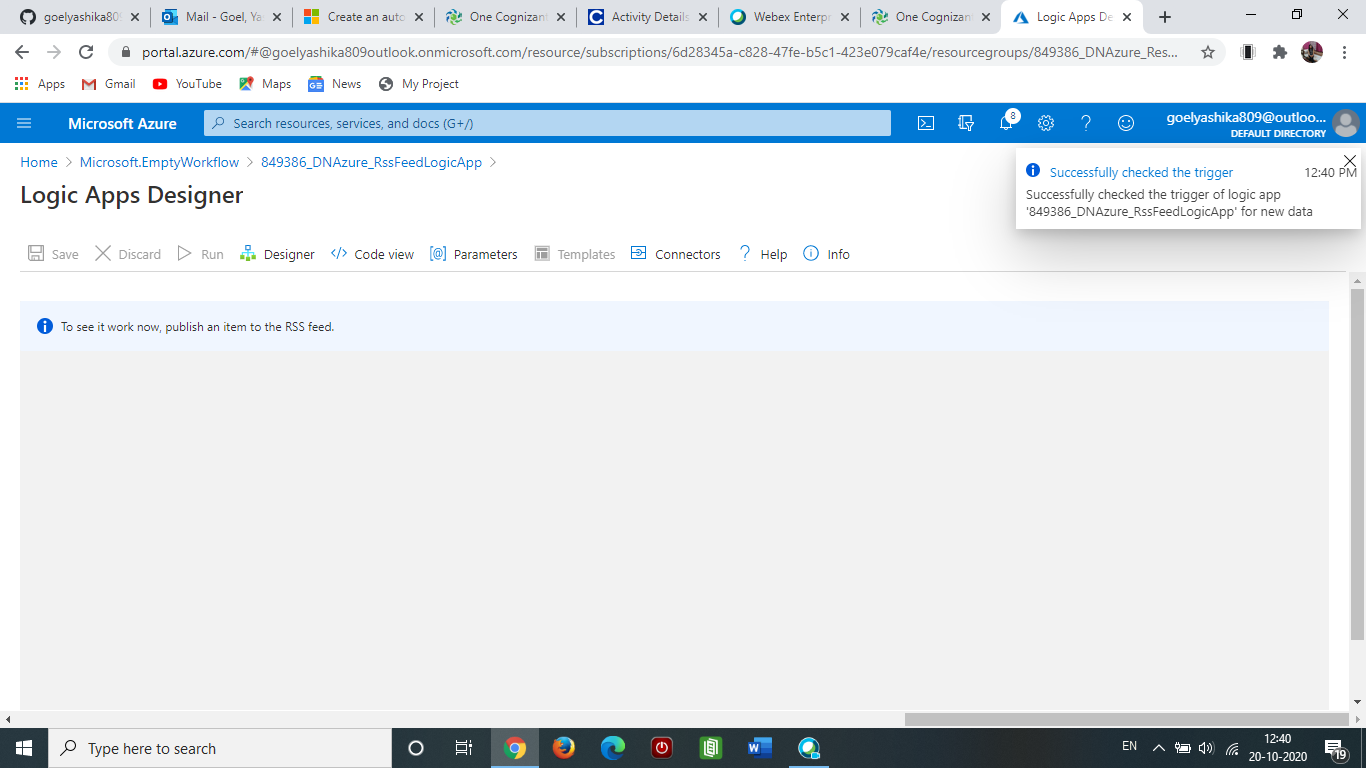 goelyashika809
Mail - Goel, Ya
Create an auto
One Cognizan
Activity Details
Webex Enterpr
One Cognizan
Logic Apps De
portal.azure.com/#@goelyashika809outlook.onmicrosoft.com/resource/subscriptions/6d28345a-c828-47fe-b5c1-423e079caf4e/resourcegroups/849386_DNAzure_Res...
Apps
Gmail
YouTube
Maps
News
My Project
Microsoft Azure
Search resources, services, and docs (G+/)
8
goelyashika809@outloo...
DEFAULT DIRECTORY
Home > Microsoft.EmptyWorkflow > 849386_DNAzure_RssFeedLogicApp >
Logic Apps Designer
Successfully checked the trigger 12:40 PM
Successfully checked the trigger of logic app
'849386_DNAzure_RssFeedLogicApp' for new data
Save
Discard
Run
Designer
Code view
Parameters
Templates
Connectors
Help
Info
To see it work now, publish an item to the RSS feed.
Type here to search
EN
12:40
20-10-2020
19